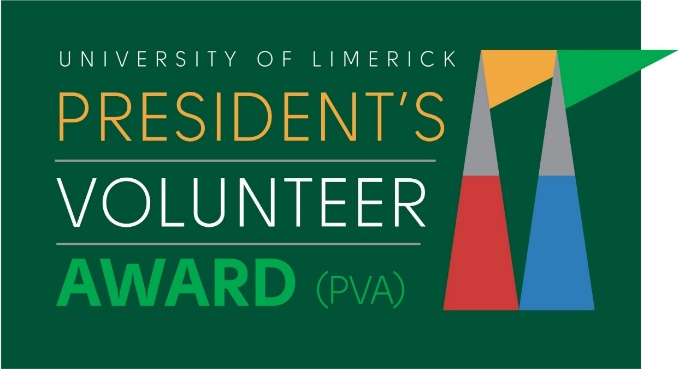 UNIVERSITY OF LIMERICK
PRESIDENT'S
VOLUNTEER
AWARD (PVA)